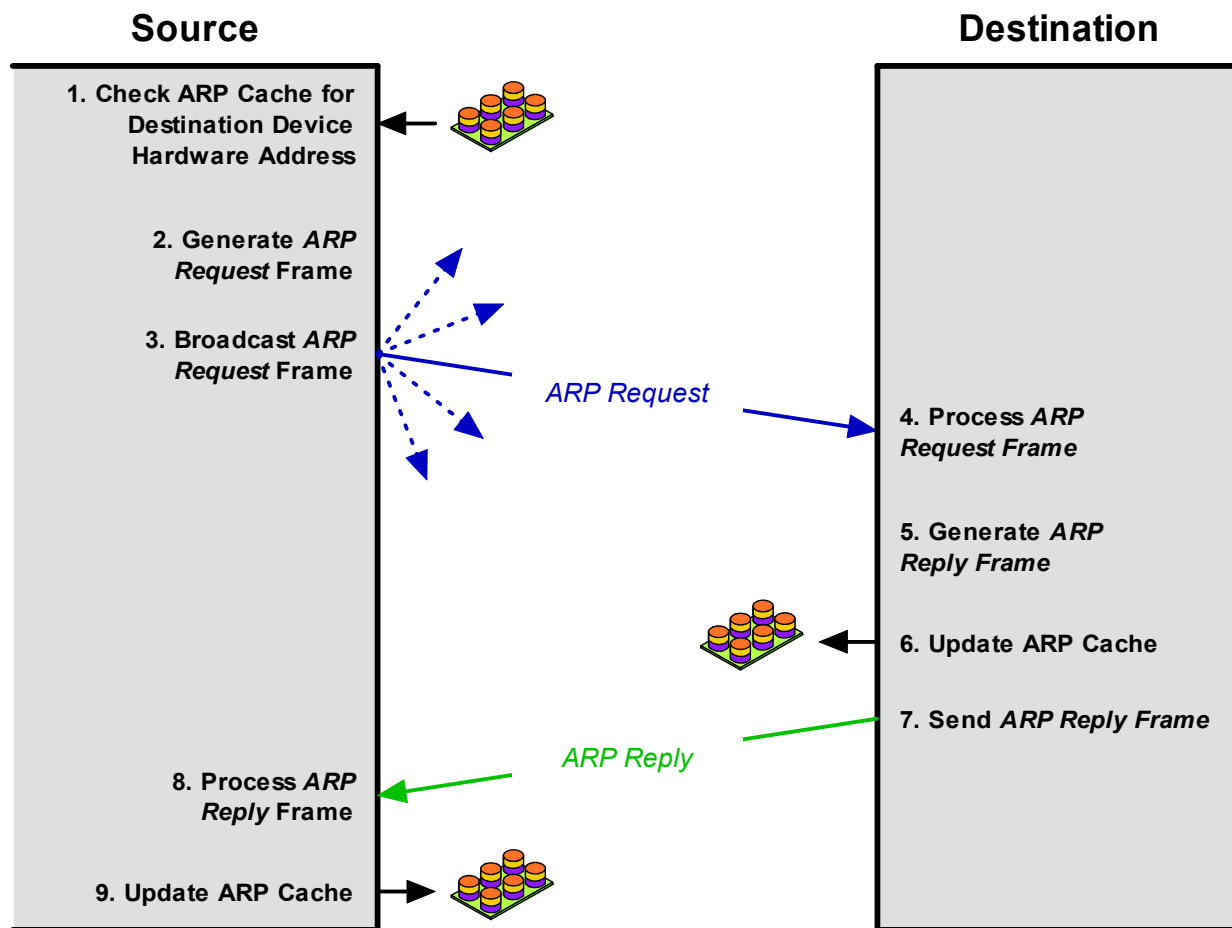 Source
Destination
1. Check ARP Cache for
Destination Device
Hardware Address
2. Generate ARP
Request Frame
3. Broadcast ARP
Request Frame
ARP Request
4. Process ARP
Request Frame
5. Generate ARP
Reply Frame
6. Update ARP Cache
7. Send ARP Reply Frame
ARP Reply
8. Process ARP
Reply Frame
9. Update ARP Cache